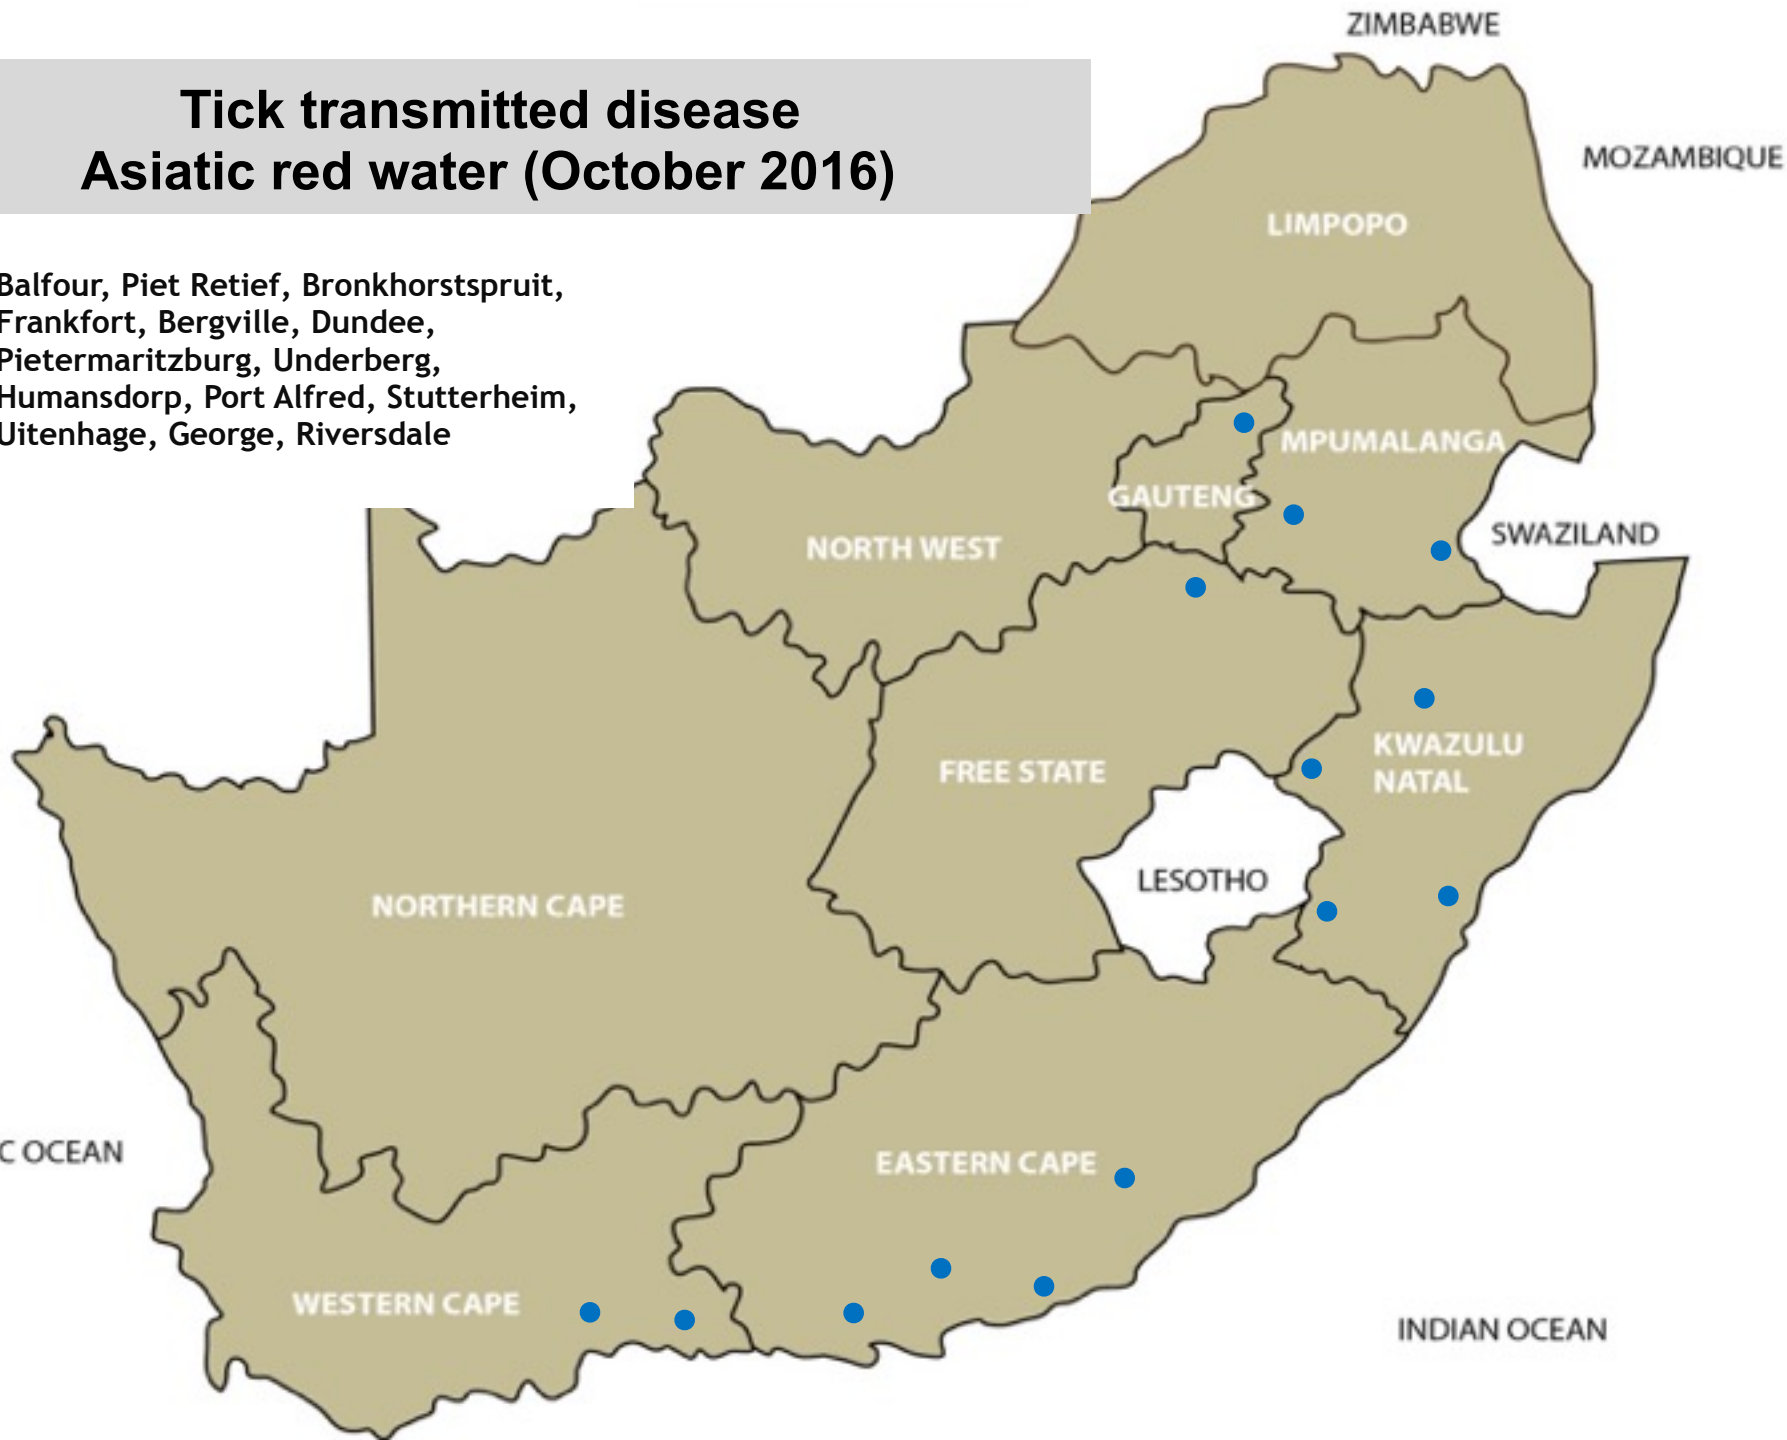 ZIMBABWE
Tick transmitted disease
Asiatic red water (October 2016)
MOZAMBIQUE
LIMPOPO
Balfour, Piet Retief, Bronkhorstspruit,
Frankfort, Bergville, Dundee,
Pietermaritzburg, Underberg,
Humansdorp, Port Alfred, Stutterheim,
Uitenhage, George, Riversdale
MPUMALANGA
GAUTENG
SWAZILAND
NORTH WEST
KWAZULU
NATAL
FREE STATE
LESOTHO
NORTHERN CAPE
C OCEAN
EASTERN CAPE
WESTERN CAPE
INDIAN OCEAN